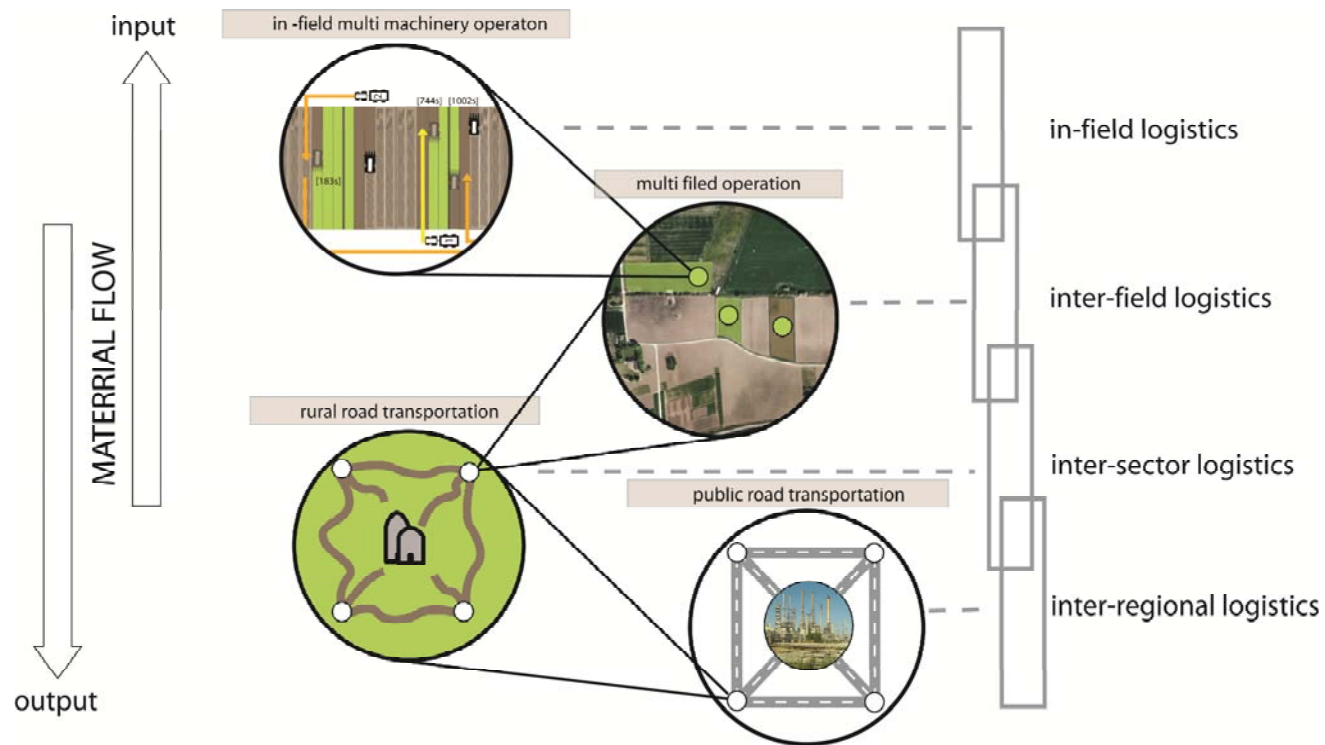 input
in -field multi machinery operaton
[744s] [1002s]
[183s]
in-field logistics
multi filed operation
inter-field logistics
MATERRIAL FLOW
rural road transportation
inter-sector logistics
public road transportation
inter-regional logistics
output